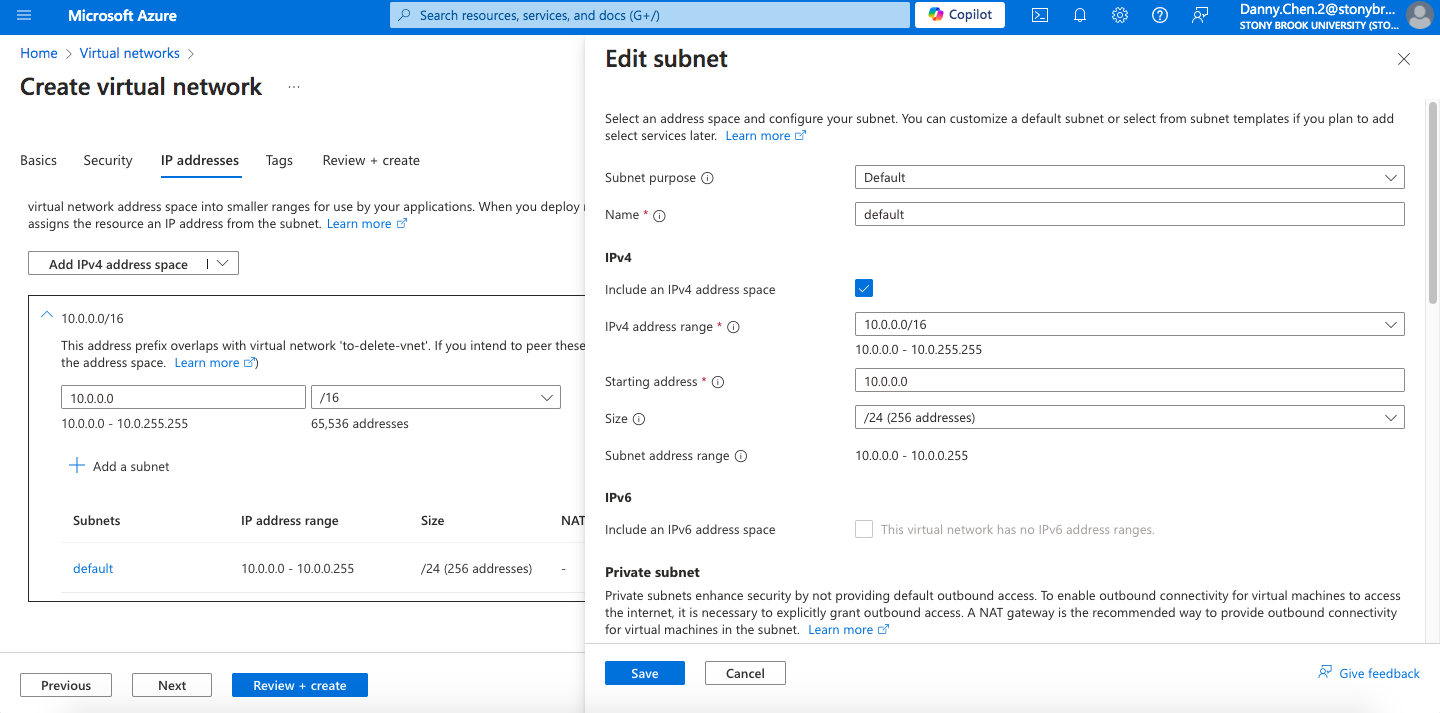 Microsoft Azure
Search resources, services, and docs (G+/)
Copilot
Danny.Chen.2@stonybr...
STONY BROOK UNIVERSITY (STO...
Home > Virtual networks >
Create virtual network ...
Basics Security IP addresses Tags Review + create
virtual network address space into smaller ranges for use by your applications. When you deploy
assigns the resource an IP address from the subnet. Learn more
Add IPv4 address space
10.0.0.0/16
This address prefix overlaps with virtual network 'to-delete-vnet'. If you intend to peer these
the address space. Learn more )
10.0.0.0 /16
10.0.0.0 - 10.0.255.255 65,536 addresses
Add a subnet
Subnets IP address range Size NAT
default 10.0.0.0 - 10.0.0.255 /24 (256 addresses) -
Previous Next Review + create
Edit subnet
Select an address space and configure your subnet. You can customize a default subnet or select from subnet templates if you plan to add
select services later. Learn more
Subnet purpose Default
Name * default
IPv4
Include an IPv4 address space
IPv4 address range * 10.0.0.0/16
10.0.0.0 - 10.0.255.255
Starting address * 10.0.0.0
Size /24 (256 addresses)
Subnet address range 10.0.0.0 - 10.0.0.255
IPv6
Include an IPv6 address space This virtual network has no IPv6 address ranges.
Private subnet
Private subnets enhance security by not providing default outbound access. To enable outbound connectivity for virtual machines to access
the internet, it is necessary to explicitly grant outbound access. A NAT gateway is the recommended way to provide outbound connectivity
for virtual machines in the subnet. Learn more
Save Cancel Give feedback